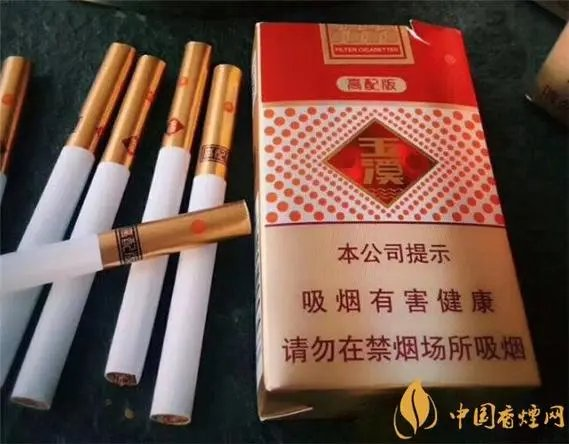 FILTER CIGARETTES
高配版
®
玉溪
本公司提示
吸烟有害健康
请勿在禁烟场所吸烟
中国香烟网